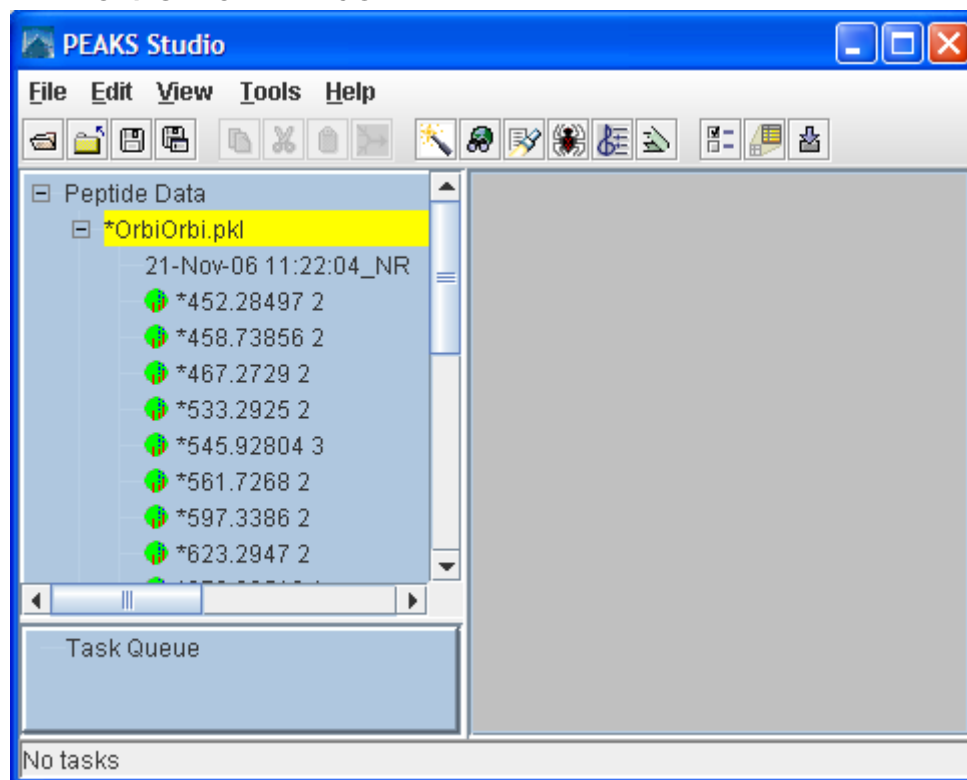 PEAKS Studio
File Edit View Tools Help
Peptide Data
*OrbiOrbi.pkl
21-Nov-06 11:22:04_NR
*452.28497 2
*458.73856 2
*467.2729 2
*533.2925 2
*545.92804 3
*561.7268 2
*597.3386 2
*623.2947 2
Task Queue
No tasks